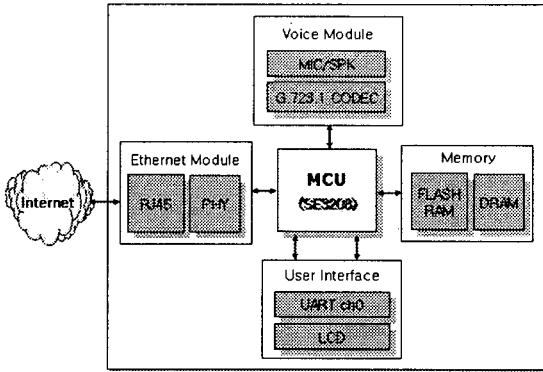 Voice Module
MIC/SPK
G.723.1 CODEC
Ethernet Module
RJ45
PHY
Internet
MCU
(SE3208)
Memory
FLASH
RAM
DRAM
User Interface
UART ch0
LCD